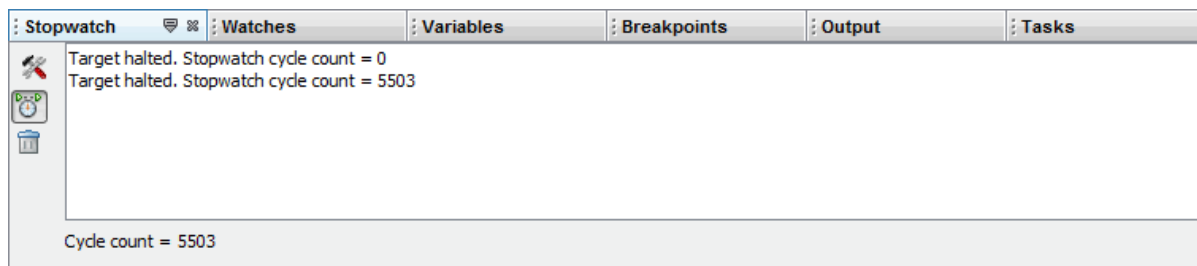 Stopwatch Watches Variables Breakpoints Output Tasks
Target halted. Stopwatch cycle count = 0
Target halted. Stopwatch cycle count = 5503
Cycle count = 5503